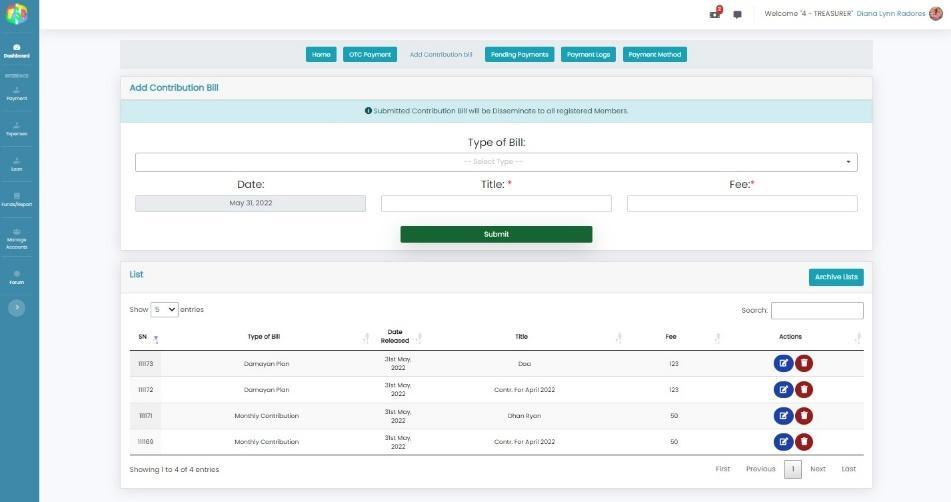 2
Welcome "4 - TREASURER" Diana Lynn Radores
Dashboard
REFERENCE
Payment
Expenses
Loan
Funds/Report
Manage
Accounts
Forum
Home
OTC Payment
Add Contribution bill
Pending Payments
Payment Logs
Payment Method
Add Contribution Bill
Submitted Contribution Bill will be Disseminate to all registered Members.
Type of Bill:
-- Select Type --
Date: Title: * Fee:*
May 31, 2022
Submit
List
Archive Lists
Show 5 entries
Search:
SN Type of Bill Date Released Title Fee Actions
111173 Damayan Plan 31st May, 2022 Daa 123
111172 Damayan Plan 31st May, 2022 Contr. For April 2022 123
111171 Monthly Contribution 31st May, 2022 Dhan Ryan 50
111169 Monthly Contribution 31st May, 2022 Contr. For April 2022 50
Showing 1 to 4 of 4 entries
First Previous 1 Next Last